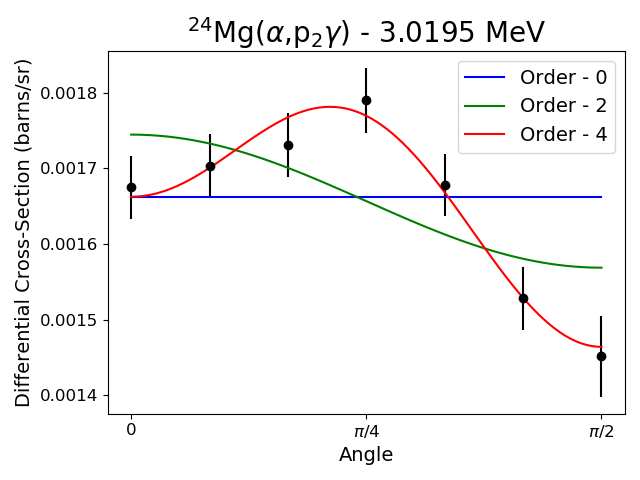 ²⁴Mg(α,p₂γ) - 3.0195 MeV
Differential Cross-Section (barns/sr)
0.0018
0.0017
0.0016
0.0015
0.0014
Order - 0
Order - 2
Order - 4
0
π/4
π/2
Angle